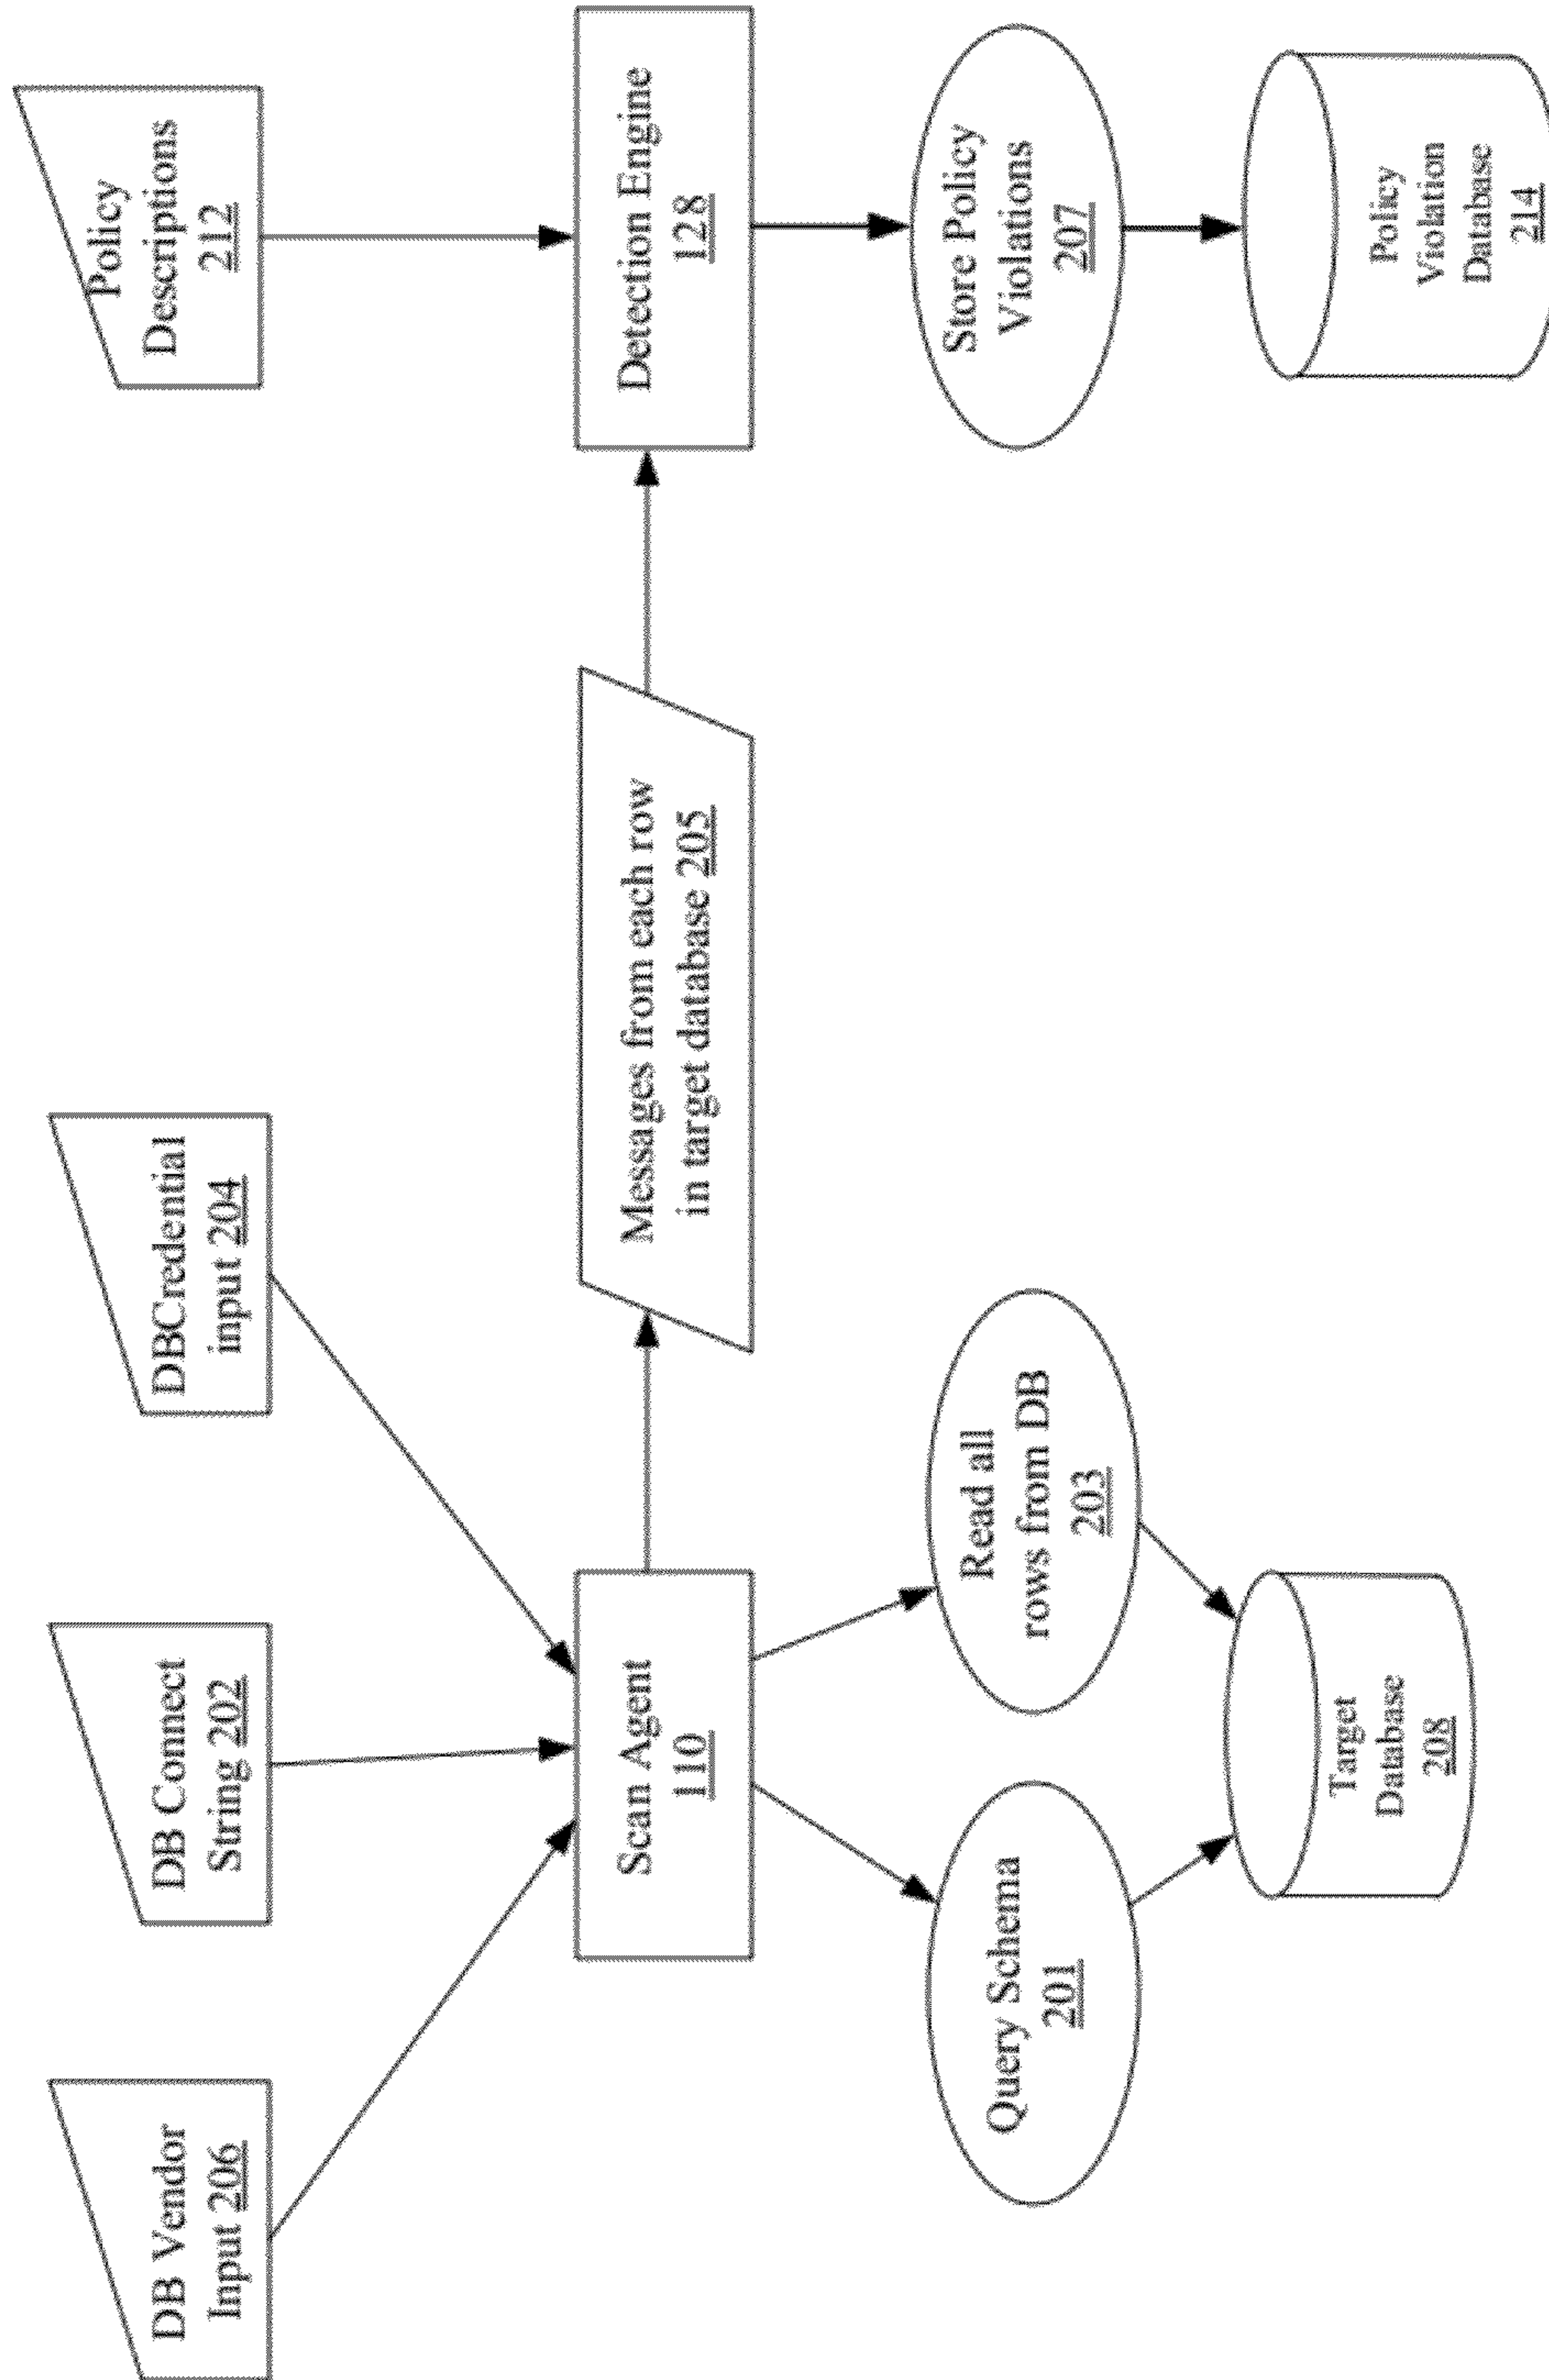 DB Vendor
Input 206
DB Connect
String 202
DBCredential
input 204
Policy
Descriptions
212
Scan Agent
110
Messages from each row
in target database 205
Detection Engine
128
Query Schema
201
Read all
rows from DB
203
Store Policy
Violations
207
Target
Database
208
Policy
Violation
Database
214